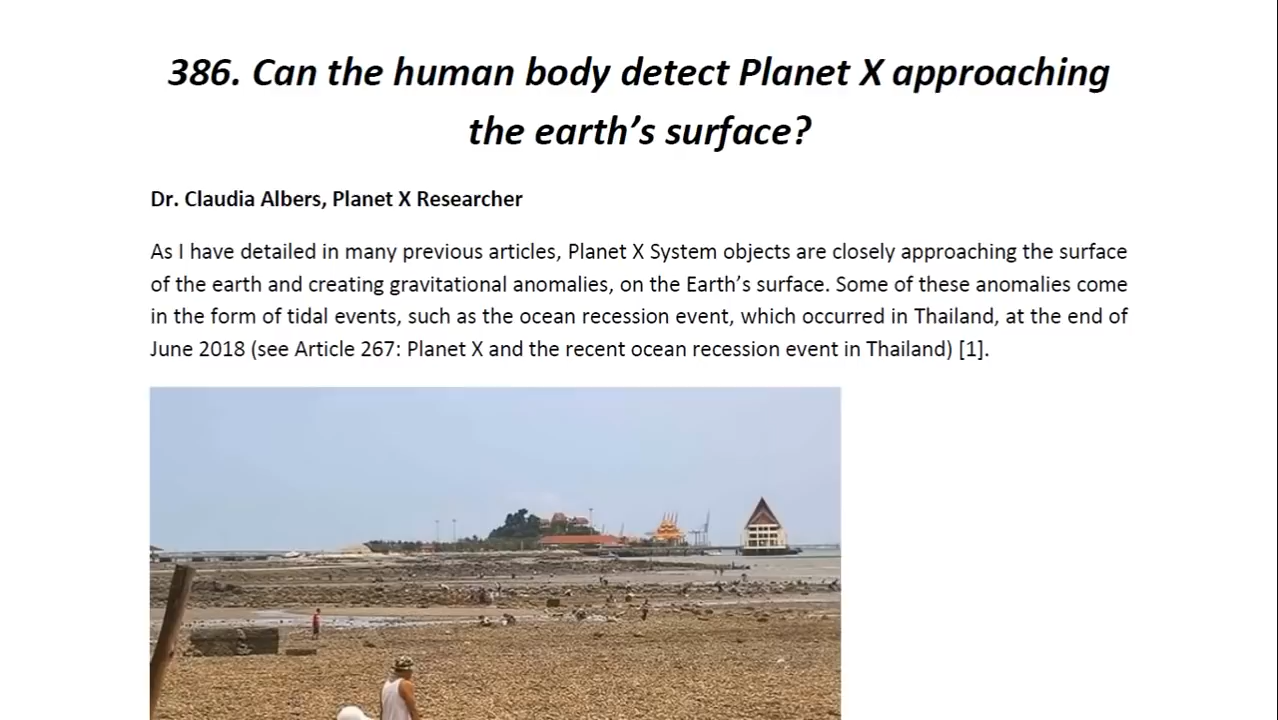 386. Can the human body detect Planet X approaching
the earth’s surface?
Dr. Claudia Albers, Planet X Researcher
As I have detailed in many previous articles, Planet X System objects are closely approaching the surface
of the earth and creating gravitational anomalies, on the Earth’s surface. Some of these anomalies come
in the form of tidal events, such as the ocean recession event, which occurred in Thailand, at the end of
June 2018 (see Article 267: Planet X and the recent ocean recession event in Thailand) [1].